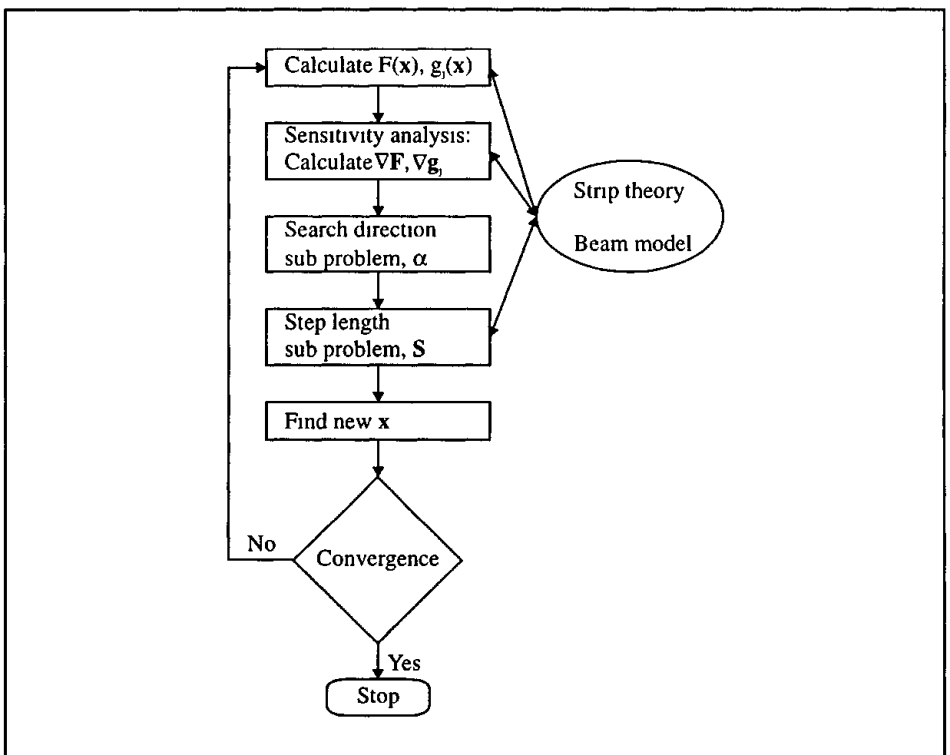 Calculate F(x), gⱼ(x)
Sensitivity analysis:
Calculate ∇F, ∇gⱼ
Search direction
sub problem, α
Step length
sub problem, S
Find new x
Strip theory
Beam model
Convergence
No
Yes
Stop